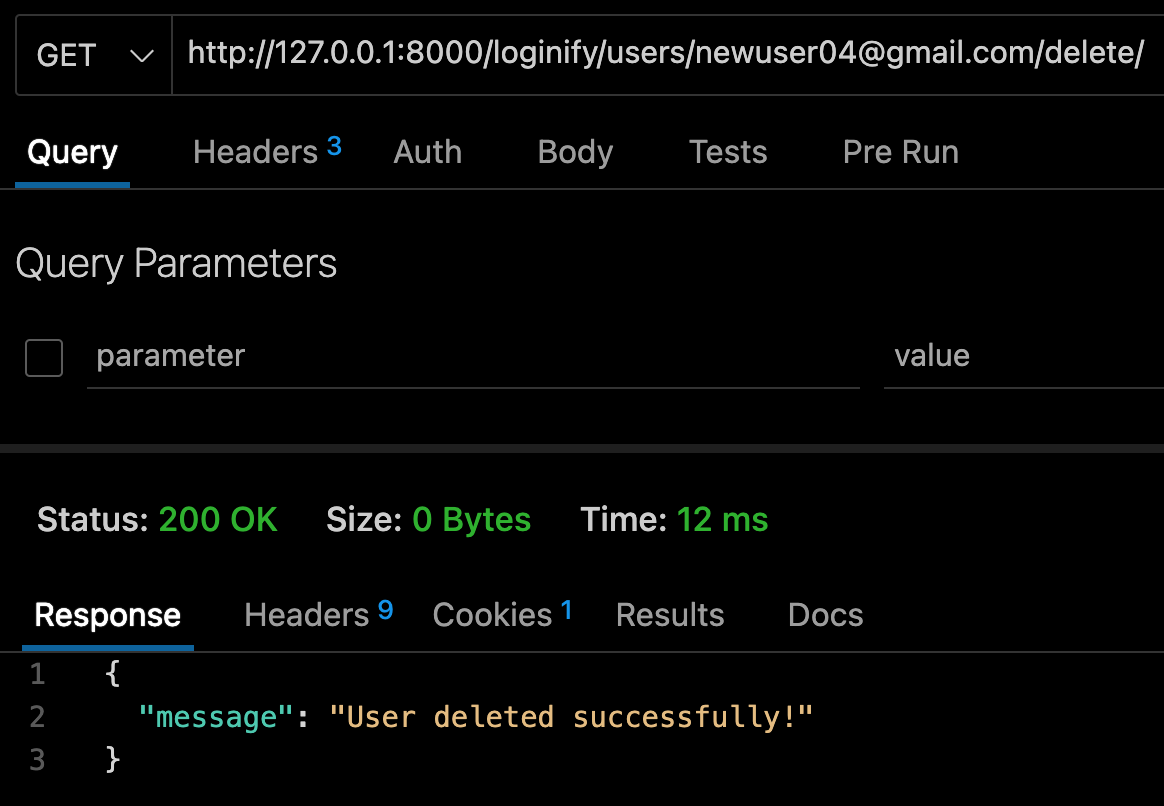 GET http://127.0.0.1:8000/loginify/users/newuser04@gmail.com/delete/
Query Headers 3 Auth Body Tests Pre Run
Query Parameters
parameter value
Status: 200 OK Size: 0 Bytes Time: 12 ms
Response Headers 9 Cookies 1 Results Docs
1 {
2 "message": "User deleted successfully!"
3 }